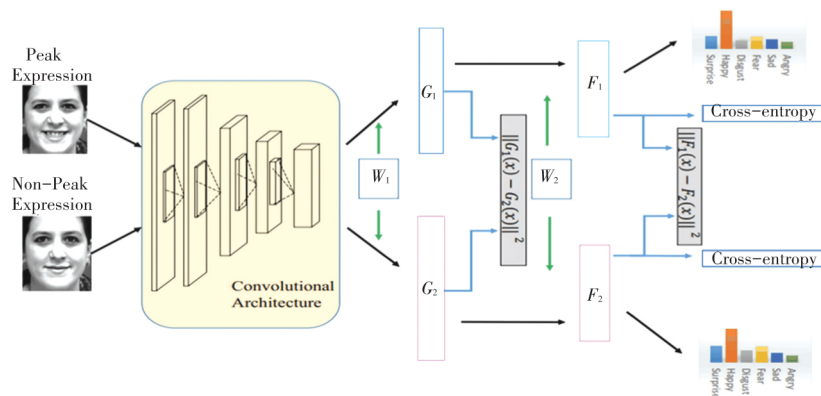 Peak
Expression
Non-Peak
Expression
Convolutional
Architecture
W1
G1
G2
||G1(x) - G2(x)||²
W2
F1
F2
Surprise
Happy
Disgust
Fear
Sad
Angry
Cross-entropy
||F1(x) - F2(x)||²
Cross-entropy
Surprise
Happy
Disgust
Fear
Sad
Angry